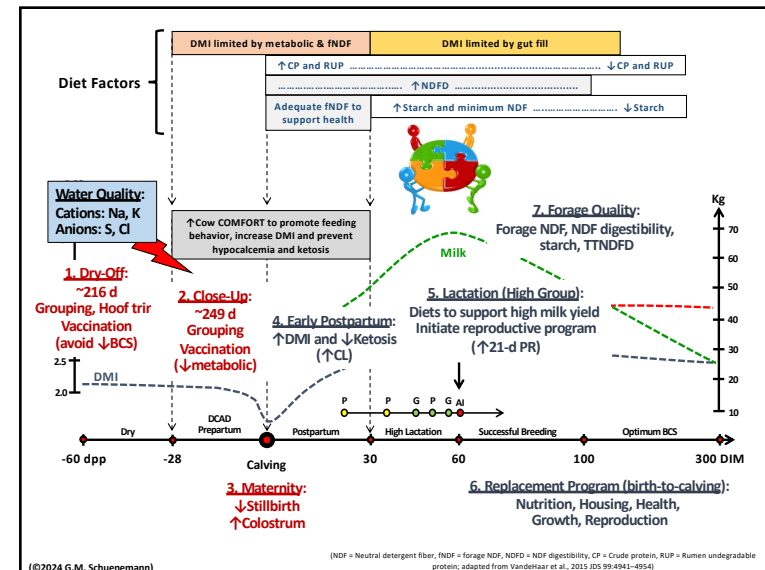 DMI limited by metabolic & fNDF
DMI limited by gut fill
Diet Factors
↑CP and RUP ………………………………………………………………….. ↓CP and RUP
………………………………… ↑NDFD ……………………………………
Adequate fNDF to
support health
↑Starch and minimum NDF …………………………. ↓Starch
Water Quality:
Cations: Na, K
Anions: S, Cl
↑Cow COMFORT to promote feeding
behavior, increase DMI and prevent
hypocalcemia and ketosis
7. Forage Quality:
Forage NDF, NDF digestibility,
starch, TTNDFD
Kg
70
60
50
40
30
20
10
Milk
1. Dry-Off:
~216 d
Grouping, Hoof trir
Vaccination
(avoid ↓BCS)
2. Close-Up:
~249 d
Grouping
Vaccination
(↓metabolic)
4. Early Postpartum:
↑DMI and ↓Ketosis
(↑CL)
5. Lactation (High Group):
Diets to support high milk yield
Initiate reproductive program
(↑21-d PR)
2.5
2.0
DMI
P P G P G AI
Dry
DCAD
Prepartum
Postpartum
High Lactation
Successful Breeding
Optimum BCS
-60 dpp
-28
Calving
30
60
100
300 DIM
3. Maternity:
↓Stillbirth
↑Colostrum
6. Replacement Program (birth-to-calving):
Nutrition, Housing, Health,
Growth, Reproduction
(©2024 G.M. Schuenemann)
(NDF = Neutral detergent fiber, fNDF = forage NDF, NDFD = NDF digestibility, CP = Crude protein, RUP = Rumen undegradable
protein; adapted from VandeHaar et al., 2015 JDS 99:4941–4954)